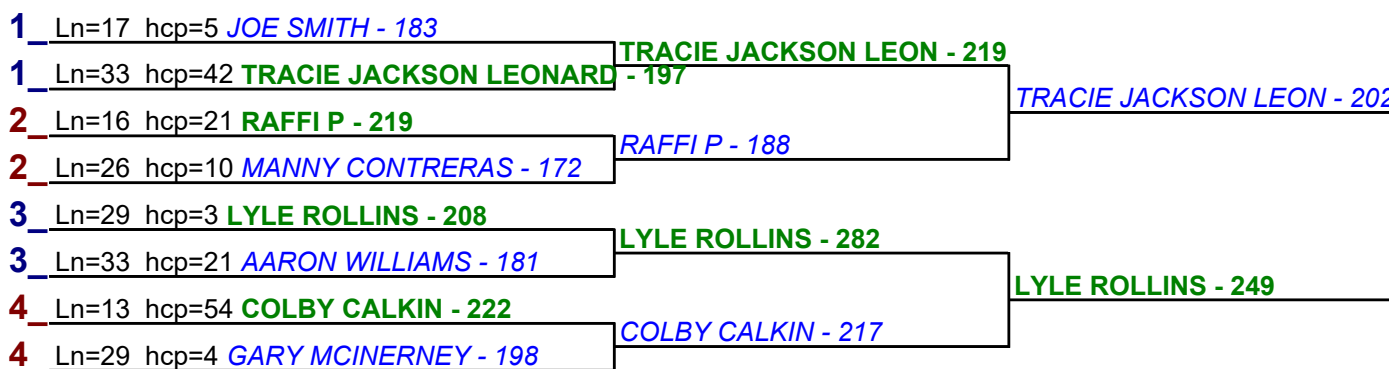 1_ Ln=17 hcp=5 JOE SMITH - 183
1_ Ln=33 hcp=42 TRACIE JACKSON LEONARD - 197
2_ Ln=16 hcp=21 RAFFI P - 219
2_ Ln=26 hcp=10 MANNY CONTRERAS - 172
3_ Ln=29 hcp=3 LYLE ROLLINS - 208
3_ Ln=33 hcp=21 AARON WILLIAMS - 181
4_ Ln=13 hcp=54 COLBY CALKIN - 222
4 Ln=29 hcp=4 GARY MCINERNEY - 198
TRACIE JACKSON LEON - 219
RAFFI P - 188
LYLE ROLLINS - 282
COLBY CALKIN - 217
TRACIE JACKSON LEON - 202
LYLE ROLLINS - 249